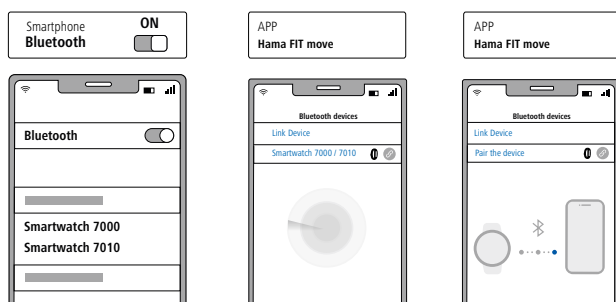 Smartphone
Bluetooth
ON
Bluetooth
Smartwatch 7000
Smartwatch 7010
APP
Hama FIT move
Bluetooth devices
Link Device
Smartwatch 7000 / 7010
APP
Hama FIT move
Bluetooth devices
Link Device
Pair the device